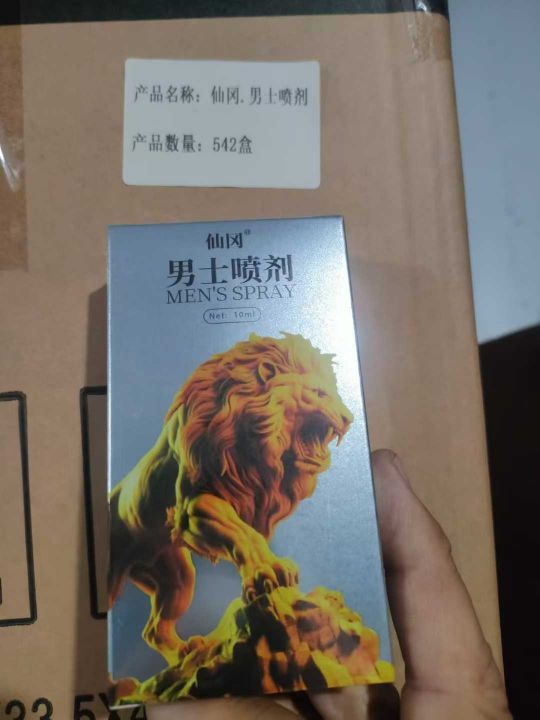 产品名称：仙冈.男士喷剂
产品數量：542盒
仙冈®
男士喷剂
MEN'S SPRAY
Net: 10ml